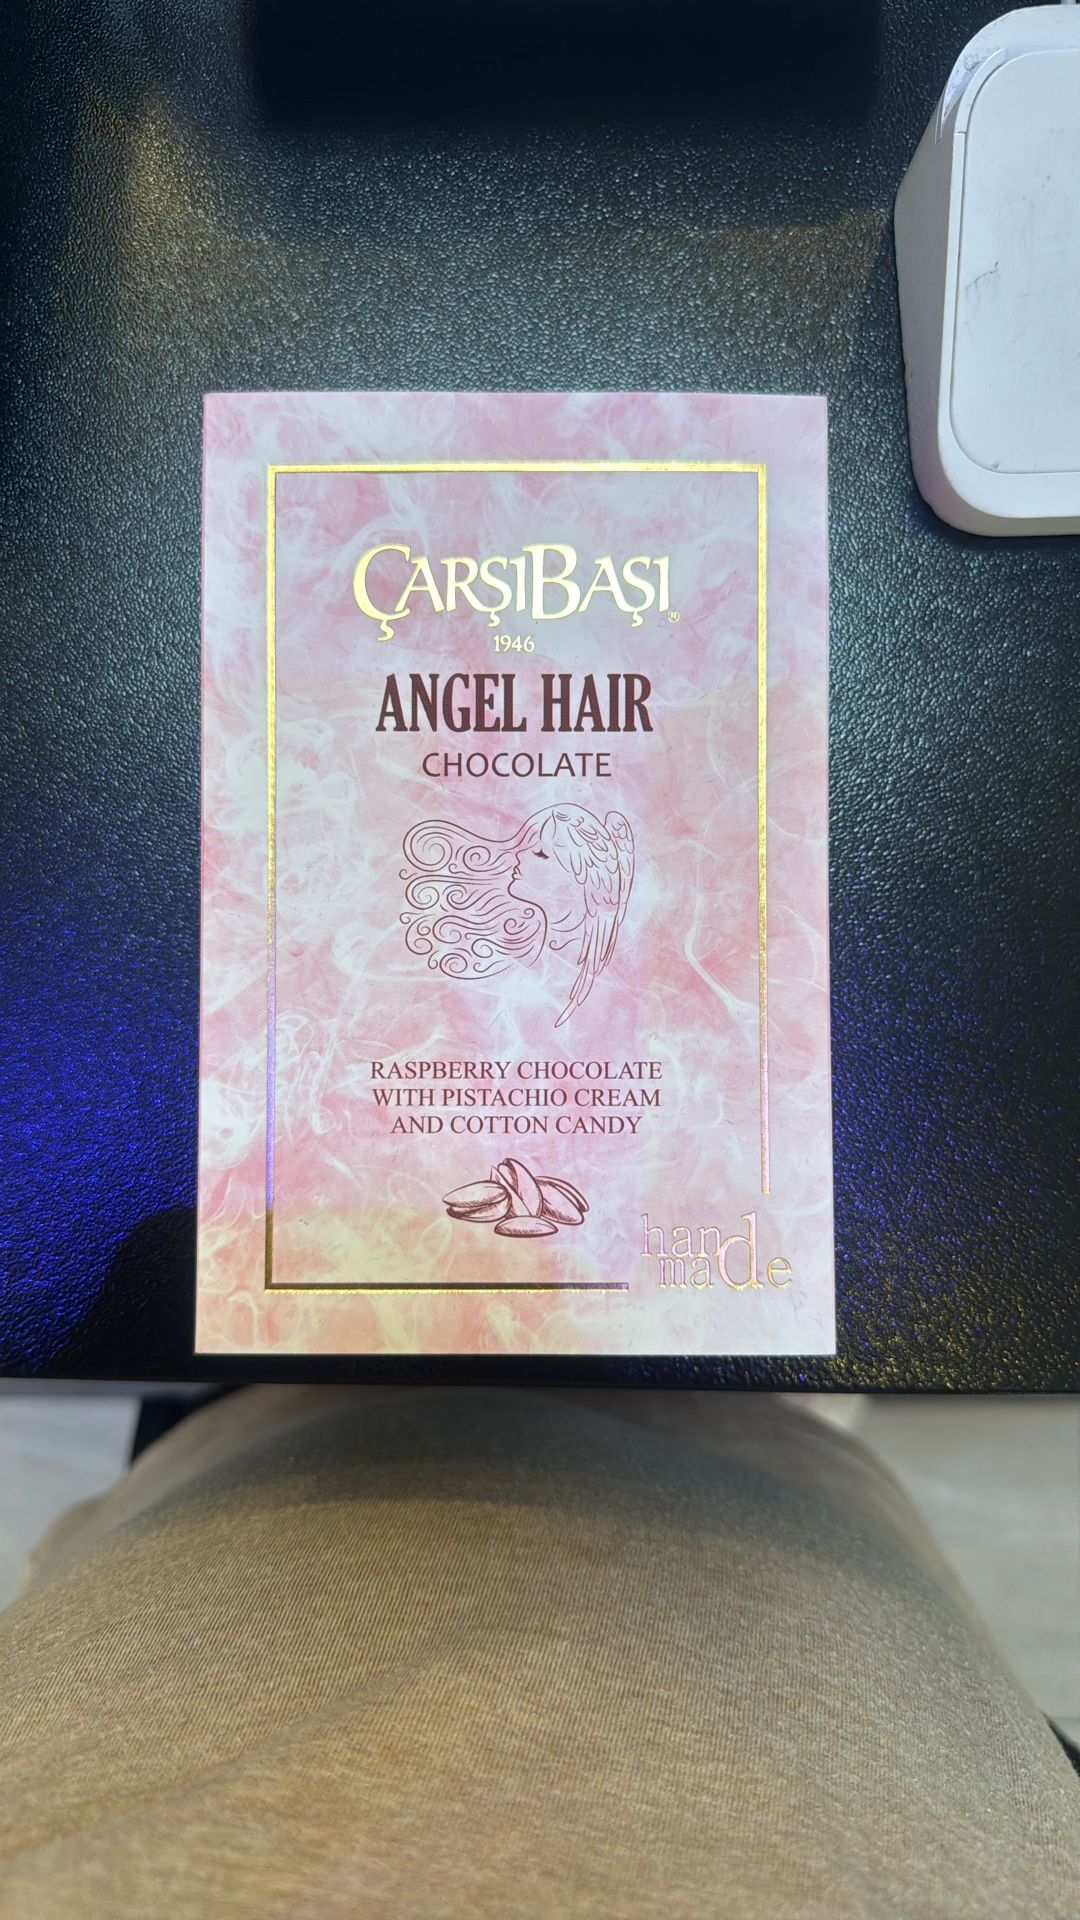 ÇARŞIBAŞI®
1946
ANGEL HAIR
CHOCOLATE
RASPBERRY CHOCOLATE
WITH PISTACHIO CREAM
AND COTTON CANDY
hand
made